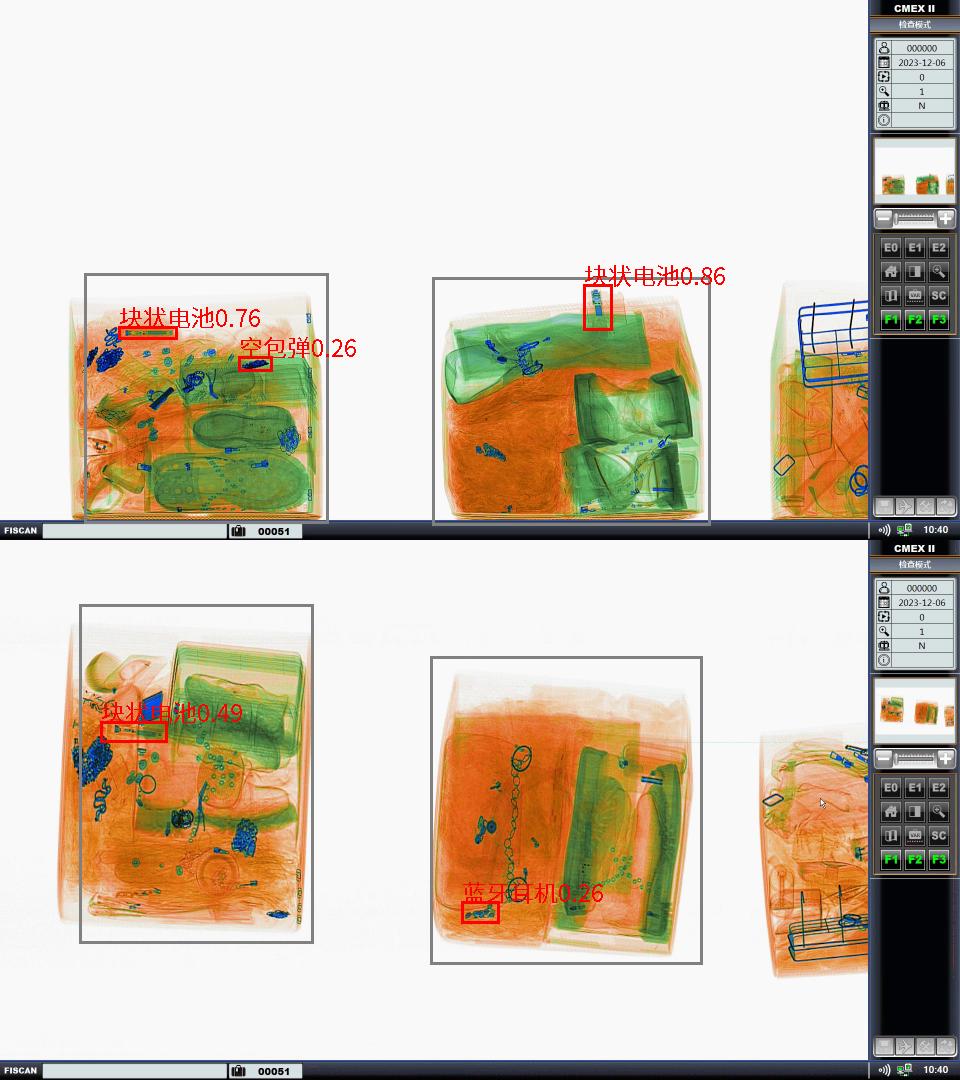 CMEX II
检查模式
000000
2023-12-06
0
1
N
E0 E1 E2
VAR SC
F1 F2 F3
块状电池0.86
块状电池0.76
空包弹0.26
FISCAN 00051 10:40
CMEX II
检查模式
000000
2023-12-06
0
1
N
E0 E1 E2
VAR SC
F1 F2 F3
块状电池0.49
蓝牙耳机0.26
FISCAN 00051 10:40